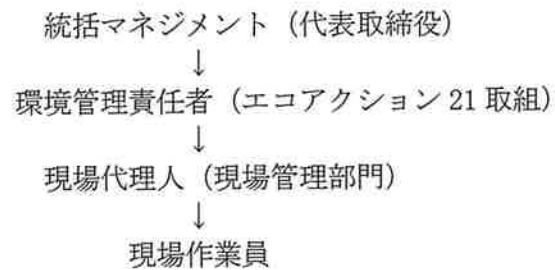 統括マネジメント（代表取締役）
↓
環境管理責任者（エコアクション 21 取組）
↓
現場代理人（現場管理部門）
↓
現場作業員